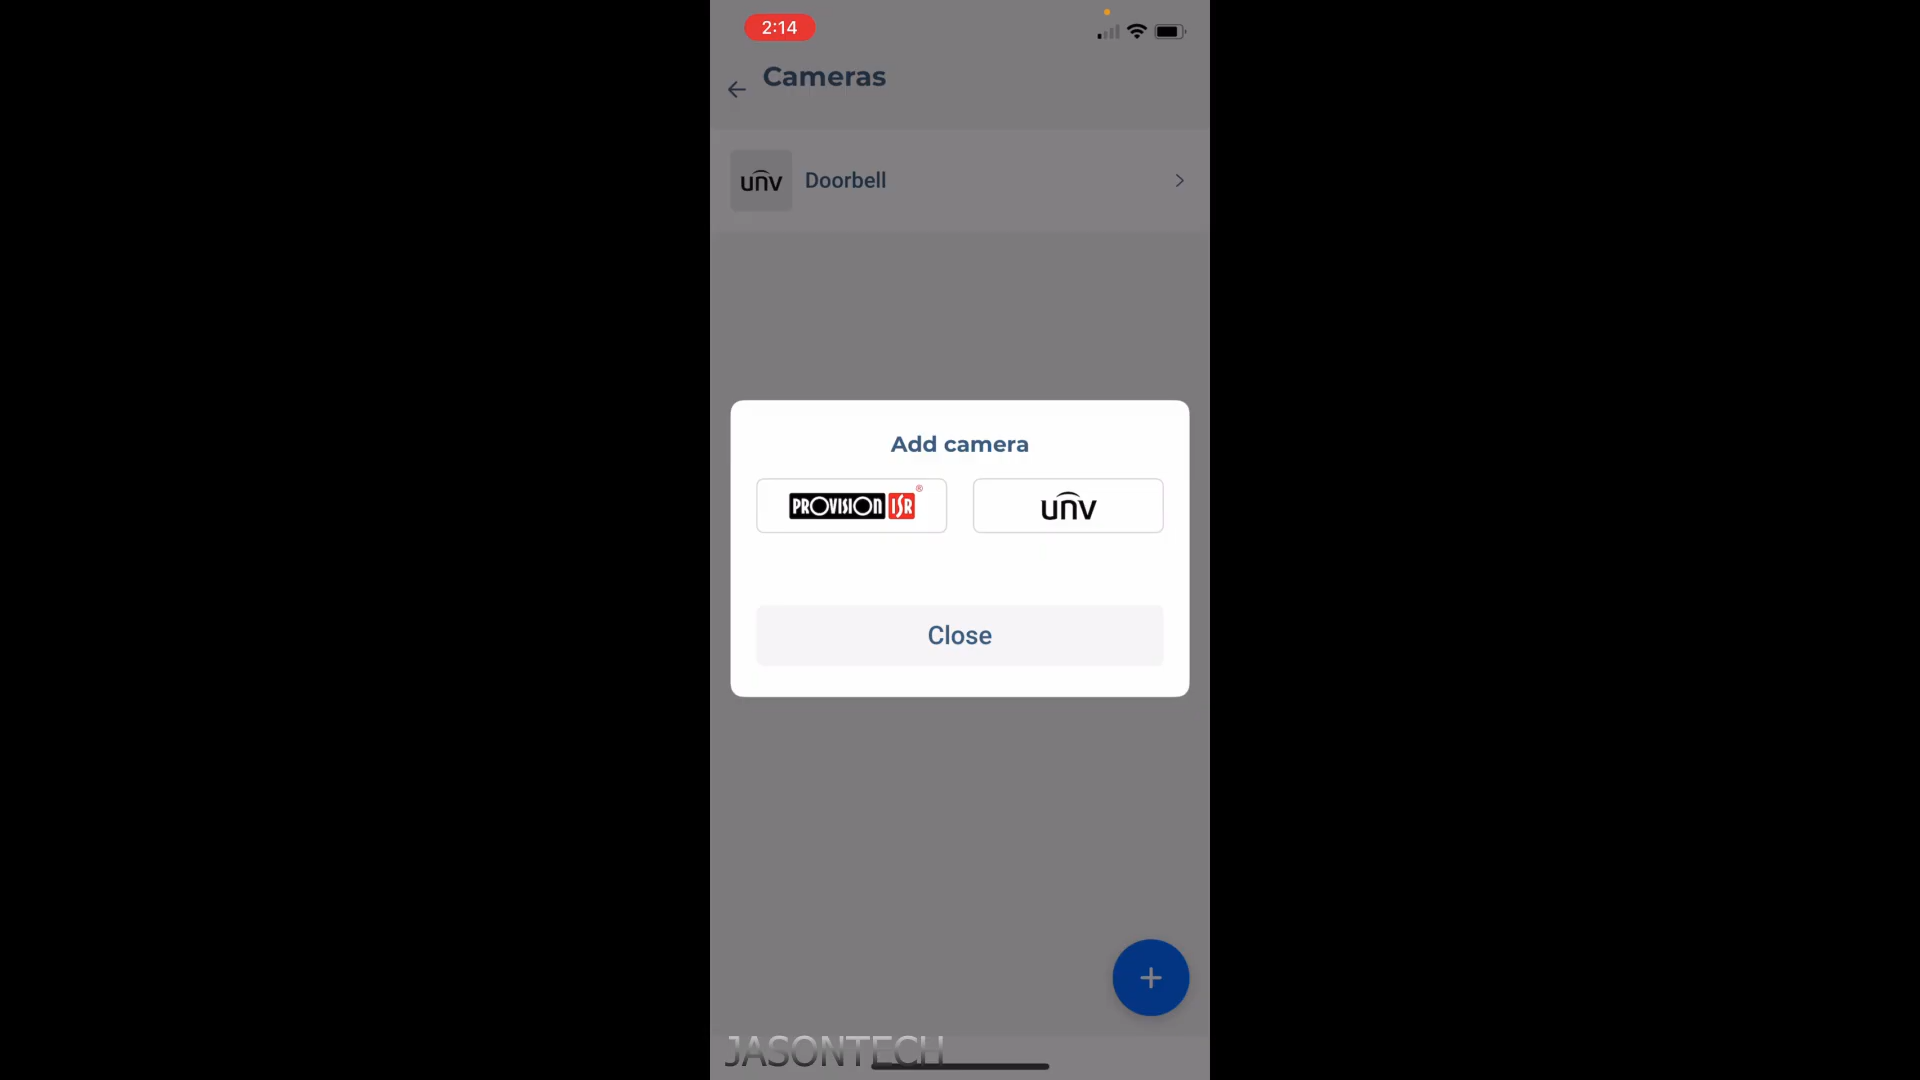 2:14
Cameras
unv
Doorbell
Add camera
PROVISION ISR®
unv
Close
JASONTECH